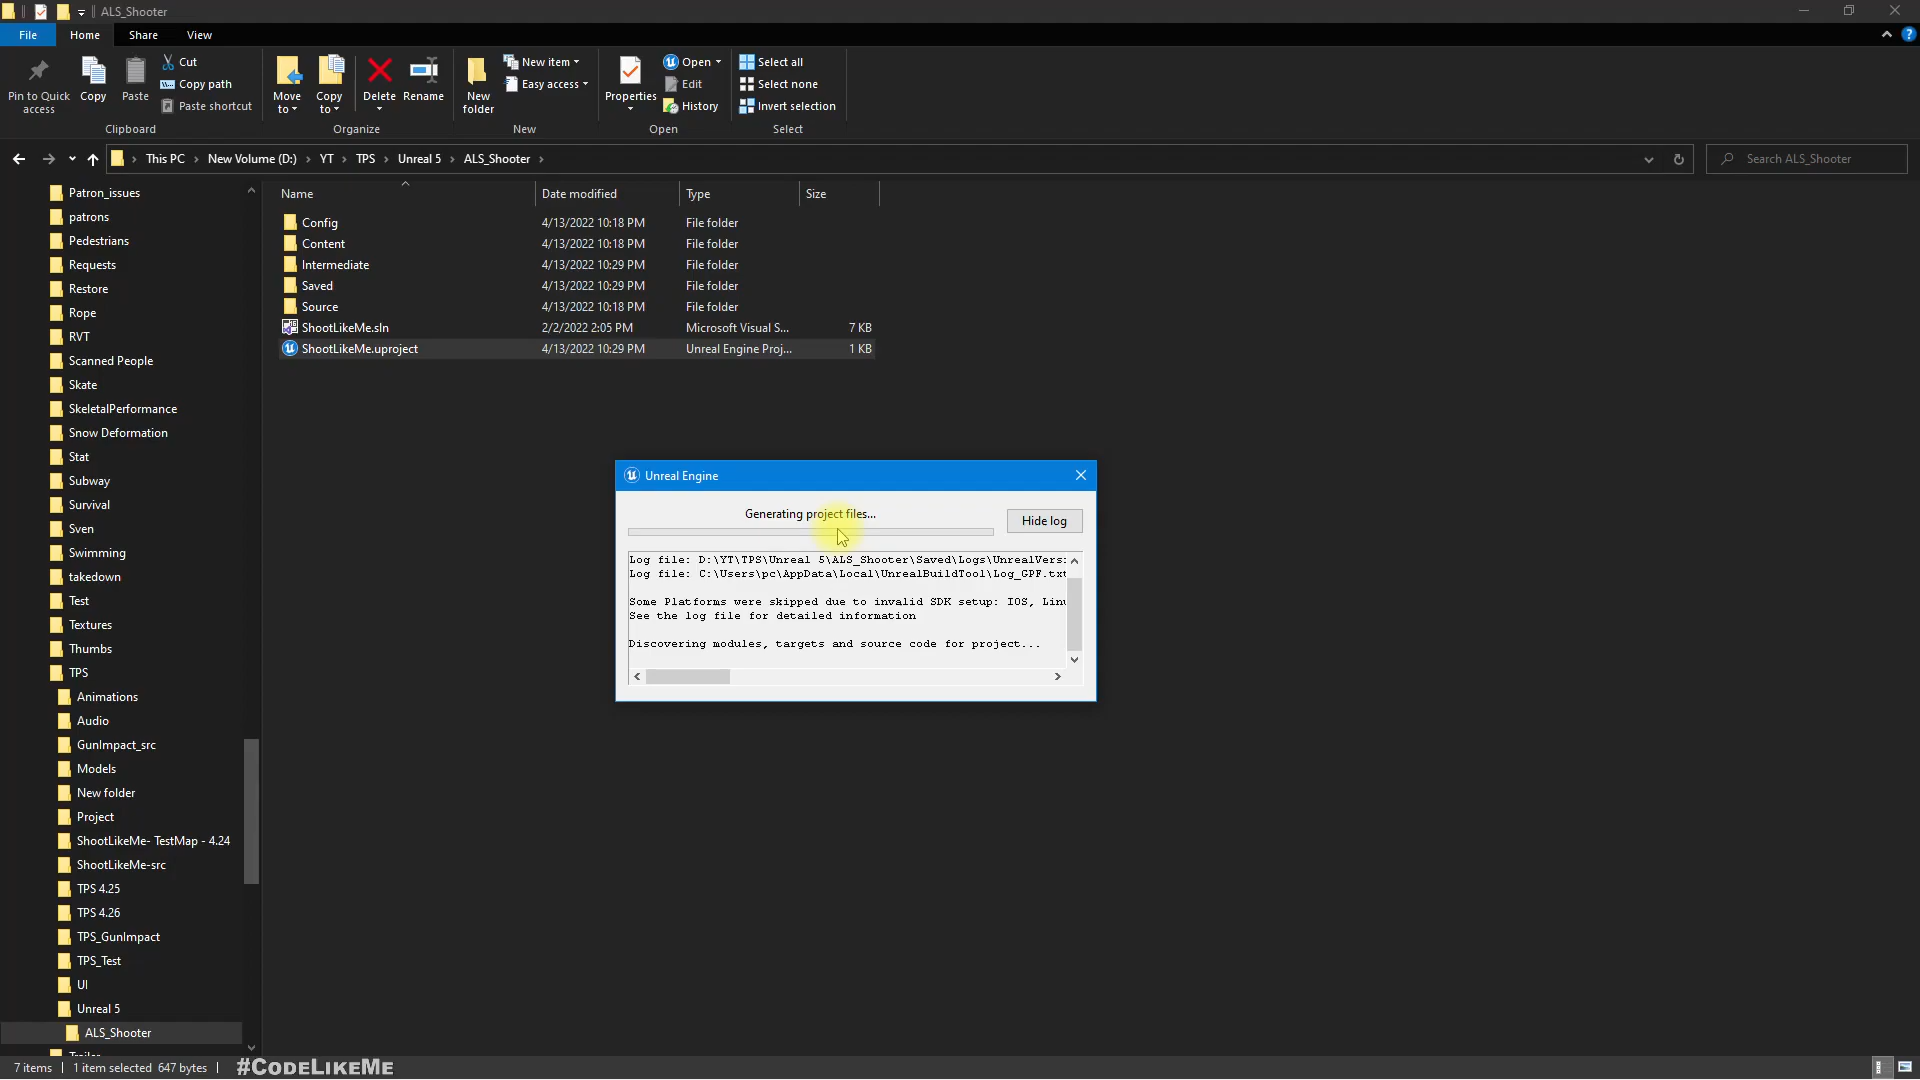 ALS_Shooter
File
Home
Share
View
Pin to Quick access
Copy
Paste
Cut
Copy path
Paste shortcut
Clipboard
Move to
Copy to
Delete
Rename
Organize
New folder
New item
Easy access
New
Properties
Open
Edit
History
Open
Select all
Select none
Invert selection
Select
This PC
New Volume (D:)
YT
TPS
Unreal 5
ALS_Shooter
Search ALS_Shooter
Patron_issues
patrons
Pedestrians
Requests
Restore
Rope
RVT
Scanned People
Skate
SkeletalPerformance
Snow Deformation
Stat
Subway
Survival
Sven
Swimming
takedown
Test
Textures
Thumbs
TPS
Animations
Audio
GunImpact_src
Models
New folder
Project
ShootLikeMe- TestMap - 4.24
ShootLikeMe-src
TPS 4.25
TPS 4.26
TPS_GunImpact
TPS_Test
UI
Unreal 5
ALS_Shooter
Name Date modified Type Size
Config 4/13/2022 10:18 PM File folder
Content 4/13/2022 10:18 PM File folder
Intermediate 4/13/2022 10:29 PM File folder
Saved 4/13/2022 10:29 PM File folder
Source 4/13/2022 10:18 PM File folder
ShootLikeMe.sln 2/2/2022 2:05 PM Microsoft Visual S... 7 KB
ShootLikeMe.uproject 4/13/2022 10:29 PM Unreal Engine Proj... 1 KB
Unreal Engine
Generating project files...
Hide log
Log file: D:\YT\TPS\Unreal 5\ALS_Shooter\Saved\Logs\UnrealVers
Log file: C:\Users\pc\AppData\Local\UnrealBuildTool\Log_GPF.txt
Some Platforms were skipped due to invalid SDK setup: IOS, Linu
See the log file for detailed information
Discovering modules, targets and source code for project...
7 items
1 item selected 647 bytes
#CODELIKEME